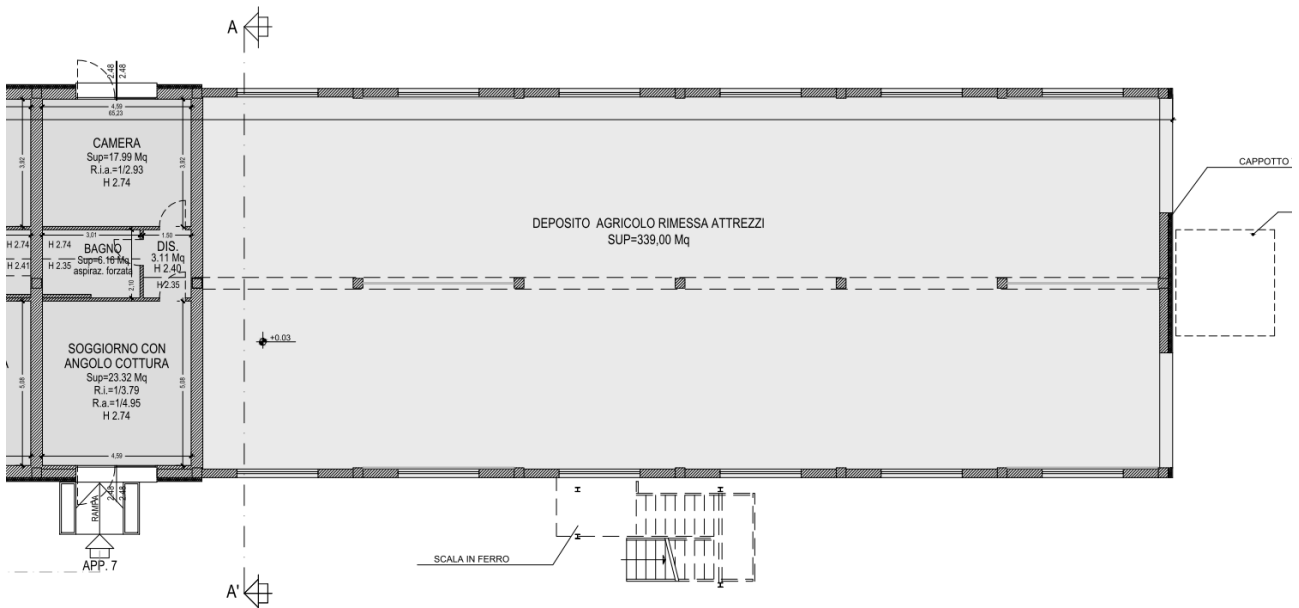 A
2.48
2.48
4,59
65,23
CAMERA
Sup=17.99 Mq
R.i.a.=1/2.93
H 2.74
3,92
3,92
CAPPOTTO
DEPOSITO AGRICOLO RIMESSA ATTREZZI
SUP=339,00 Mq
3,01
1.50
H 2.74
H 2.74
BAGNO
Sup=6.16 Mq
aspiraz. forzata
DIS.
3.11 Mq
H 2.40
H 2.41
H 2.35
H 2.35
2,10
+0.03
SOGGIORNO CON
ANGOLO COTTURA
Sup=23.32 Mq
R.i.=1/3.79
R.a.=1/4.95
H 2.74
5,08
5,08
4,59
2.48
2.48
RAMPA
SCALA IN FERRO
APP. 7
A'